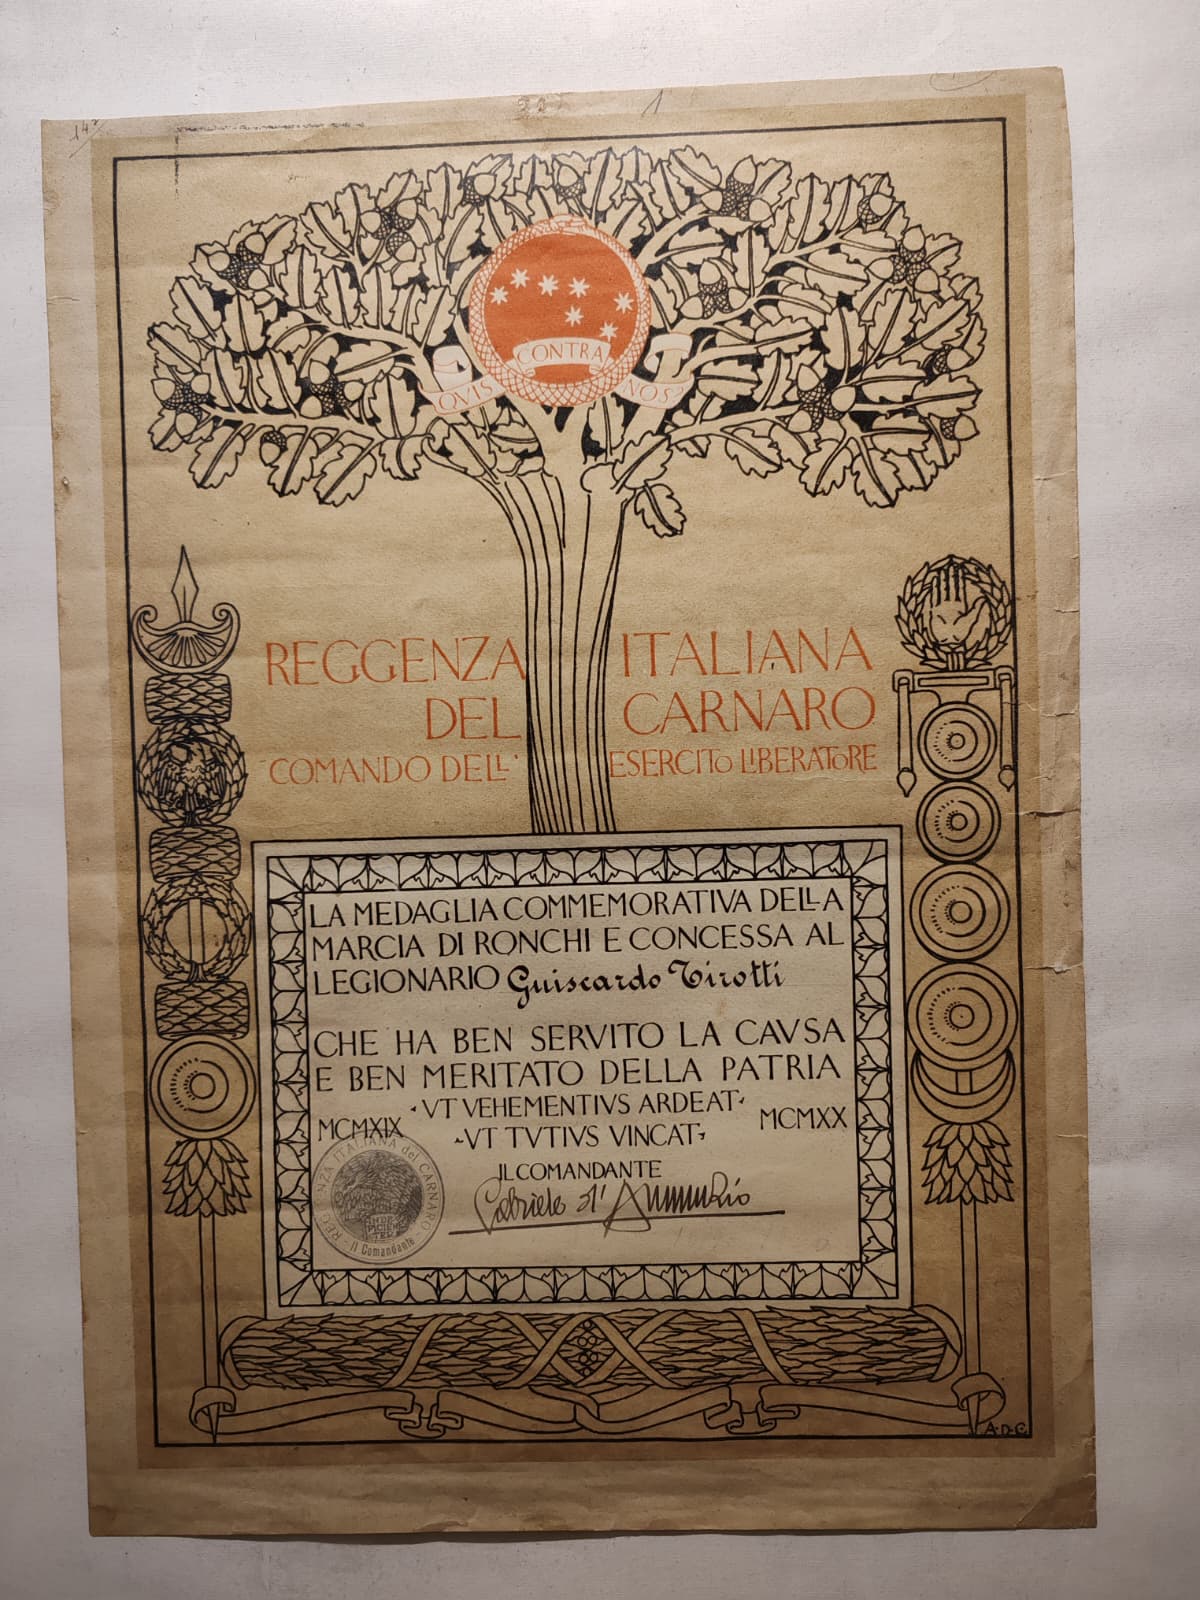 QVIS CONTRA NOS
REGGENZA ITALIANA
DEL CARNARO
COMANDO DELL' ESERCITO LIBERATORE
LA MEDAGLIA COMMEMORATIVA DELLA
MARCIA DI RONCHI E CONCESSA AL
LEGIONARIO Guiscardo Tirotti
CHE HA BEN SERVITO LA CAVSA
E BEN MERITATO DELLA PATRIA
·VT VEHEMENTIVS ARDEAT·
MCMXIX MCMXX
·VT TVTIVS VINCAT·
IL COMANDANTE
Gabriele d'Annunzio
ITALIANA del CARNARO
Il Comandante
A·D·C·